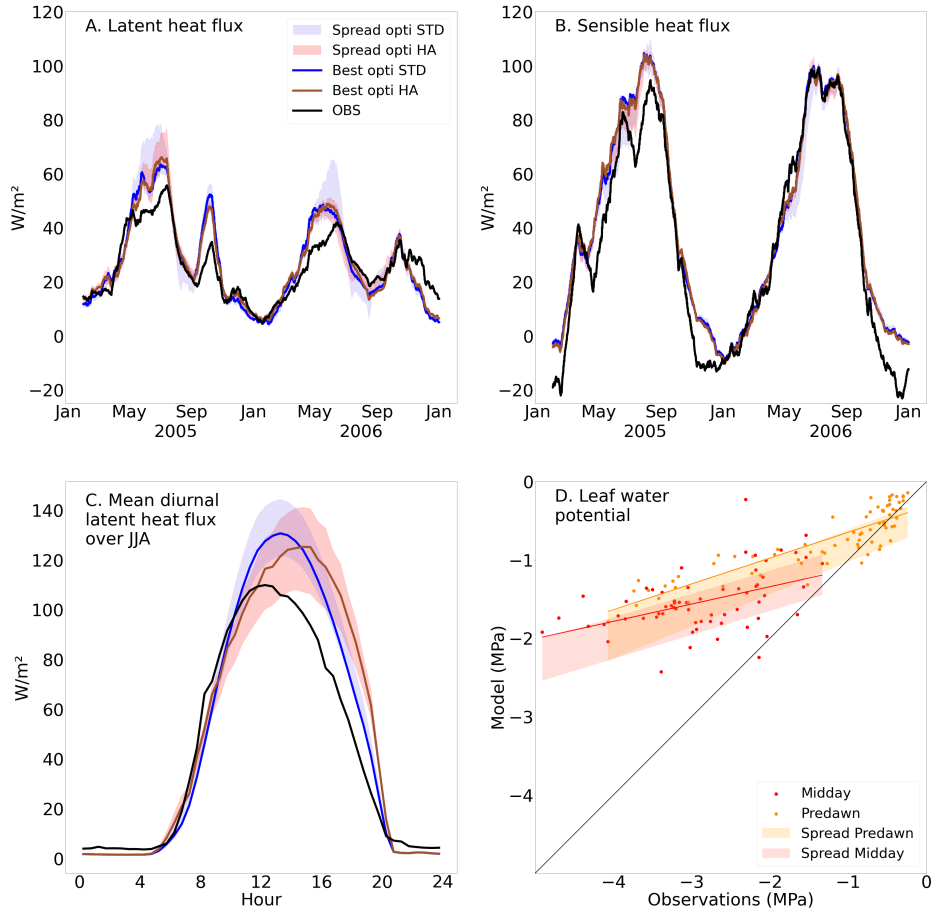 A. Latent heat flux
Spread opti STD
Spread opti HA
Best opti STD
Best opti HA
OBS
W/m²
120
100
80
60
40
20
0
−20
Jan May Sep Jan May Sep Jan
2005 2006
B. Sensible heat flux
W/m²
120
100
80
60
40
20
0
−20
Jan May Sep Jan May Sep Jan
2005 2006
C. Mean diurnal
latent heat flux
over JJA
W/m²
140
120
100
80
60
40
20
0
0 4 8 12 16 20 24
Hour
D. Leaf water
potential
Model (MPa)
0
−1
−2
−3
−4
Midday
Predawn
Spread Predawn
Spread Midday
−4 −3 −2 −1 0
Observations (MPa)